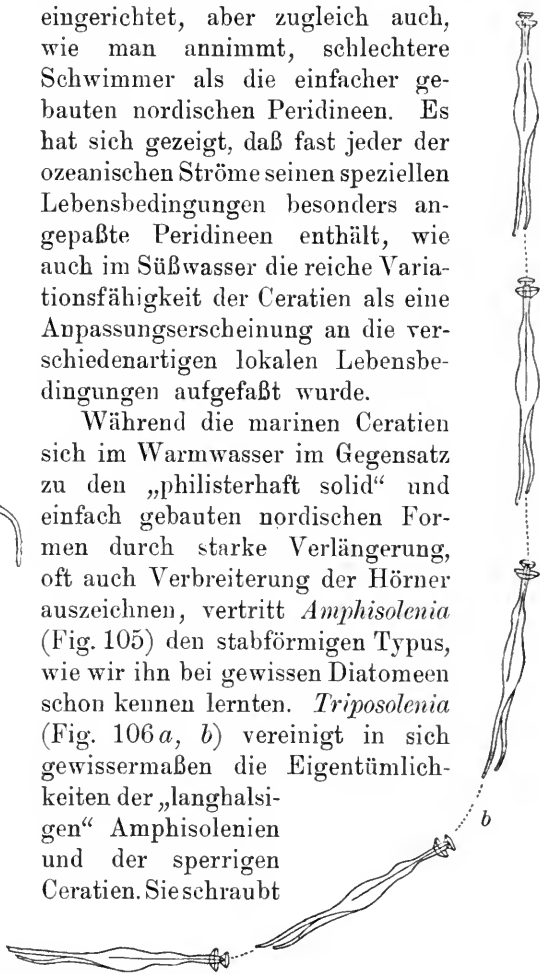 eingerichtet, aber zugleich auch,
wie man annimmt, schlechtere
Schwimmer als die einfacher ge-
bauten nordischen Peridineen. Es
hat sich gezeigt, daß fast jeder der
ozeanischen Ströme seinen speziellen
Lebensbedingungen besonders an-
gepaßte Peridineen enthält, wie
auch im Süßwasser die reiche Varia-
tionsfähigkeit der Ceratien als eine
Anpassungserscheinung an die ver-
schiedenartigen lokalen Lebensbe-
dingungen aufgefaßt wurde.
Während die marinen Ceratien
sich im Warmwasser im Gegensatz
zu den „philisterhaft solid“ und
einfach gebauten nordischen For-
men durch starke Verlängerung,
oft auch Verbreiterung der Hörner
auszeichnen, vertritt Amphisolenia
(Fig. 105) den stabförmigen Typus,
wie wir ihn bei gewissen Diatomeen
schon kennen lernten. Triposolenia
(Fig. 106 a, b) vereinigt in sich
gewissermaßen die Eigentümlich-
keiten der „langhalsi-
gen“ Amphisolenien
und der sperrigen
Ceratien. Sie schraubt
b